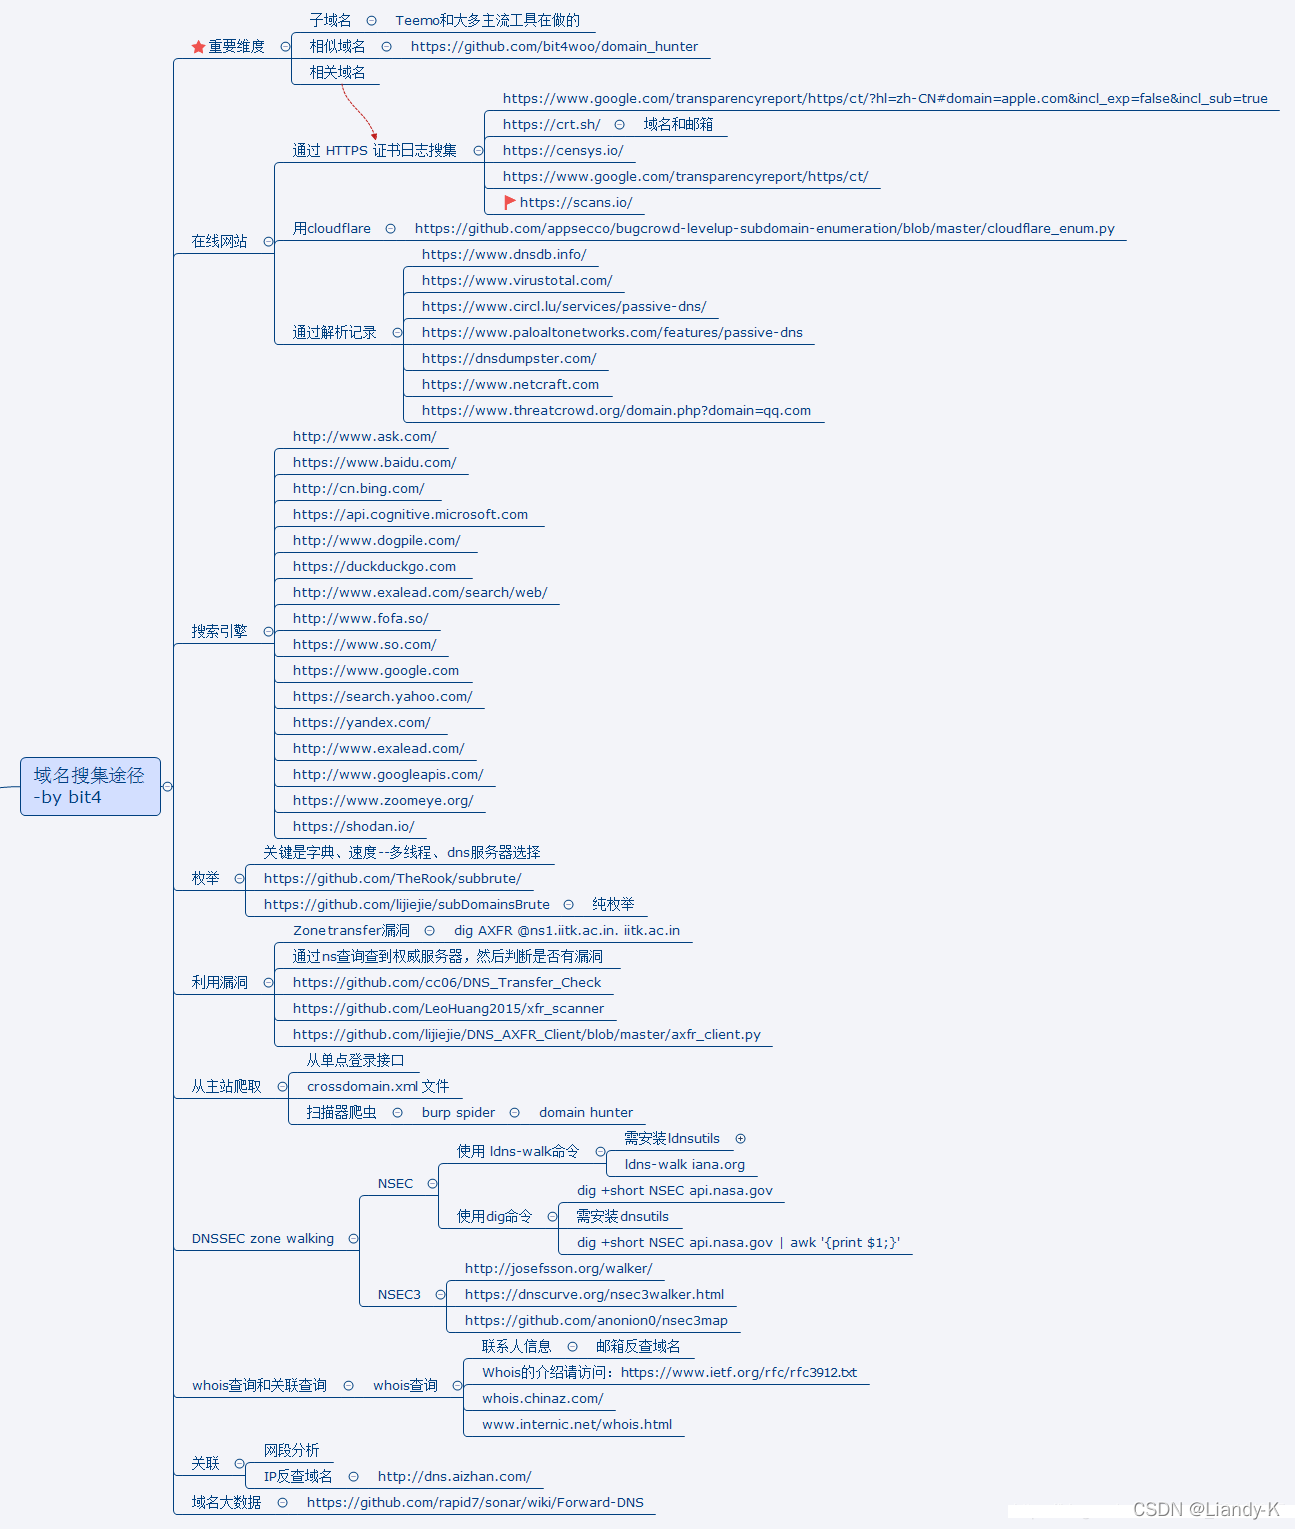 子域名 Teemo和大多主流工具在做的
重要维度
相似域名 https://github.com/bit4woo/domain_hunter
相关域名
https://www.google.com/transparencyreport/https/ct/?hl=zh-CN#domain=apple.com&incl_exp=false&incl_sub=true
https://crt.sh/ 域名和邮箱
通过 HTTPS 证书日志搜集
https://censys.io/
https://www.google.com/transparencyreport/https/ct/
https://scans.io/
在线网站
用cloudflare https://github.com/appsecco/bugcrowd-levelup-subdomain-enumeration/blob/master/cloudflare_enum.py
https://www.dnsdb.info/
https://www.virustotal.com/
https://www.circl.lu/services/passive-dns/
通过解析记录
https://www.paloaltonetworks.com/features/passive-dns
https://dnsdumpster.com/
https://www.netcraft.com
https://www.threatcrowd.org/domain.php?domain=qq.com
http://www.ask.com/
https://www.baidu.com/
http://cn.bing.com/
https://api.cognitive.microsoft.com
http://www.dogpile.com/
https://duckduckgo.com
http://www.exalead.com/search/web/
http://www.fofa.so/
搜索引擎
https://www.so.com/
https://www.google.com
https://search.yahoo.com/
https://yandex.com/
http://www.exalead.com/
http://www.googleapis.com/
https://www.zoomeye.org/
https://shodan.io/
域名搜集途径
-by bit4
关键是字典、速度--多线程、dns服务器选择
枚举
https://github.com/TheRook/subbrute/
https://github.com/lijiejie/subDomainsBrute 纯枚举
Zonetransfer漏洞 dig AXFR @ns1.iitk.ac.in. iitk.ac.in
通过ns查询查到权威服务器，然后判断是否有漏洞
利用漏洞
https://github.com/cc06/DNS_Transfer_Check
https://github.com/LeoHuang2015/xfr_scanner
https://github.com/lijiejie/DNS_AXFR_Client/blob/master/axfr_client.py
从单点登录接口
从主站爬取
crossdomain.xml 文件
扫描器爬虫 burp spider domain hunter
需安装ldnsutils
使用 ldns-walk命令
ldns-walk iana.org
NSEC
dig +short NSEC api.nasa.gov
使用dig命令
需安装dnsutils
dig +short NSEC api.nasa.gov | awk '{print $1;}'
DNSSEC zone walking
http://josefsson.org/walker/
NSEC3
https://dnscurve.org/nsec3walker.html
https://github.com/anonion0/nsec3map
联系人信息 邮箱反查域名
Whois的介绍请访问：https://www.ietf.org/rfc/rfc3912.txt
whois查询和关联查询 whois查询
whois.chinaz.com/
www.internic.net/whois.html
网段分析
关联
IP反查域名 http://dns.aizhan.com/
域名大数据 https://github.com/rapid7/sonar/wiki/Forward-DNS
CSDN @Liandy-K